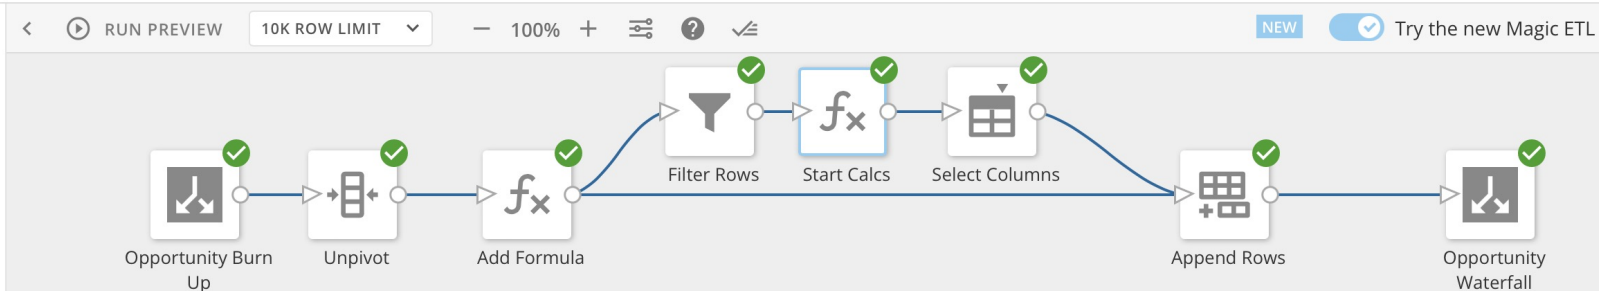 RUN PREVIEW
10K ROW LIMIT
100%
NEW
Try the new Magic ETL
Filter Rows
Start Calcs
Select Columns
Opportunity Burn
Up
Unpivot
Add Formula
Append Rows
Opportunity
Waterfall